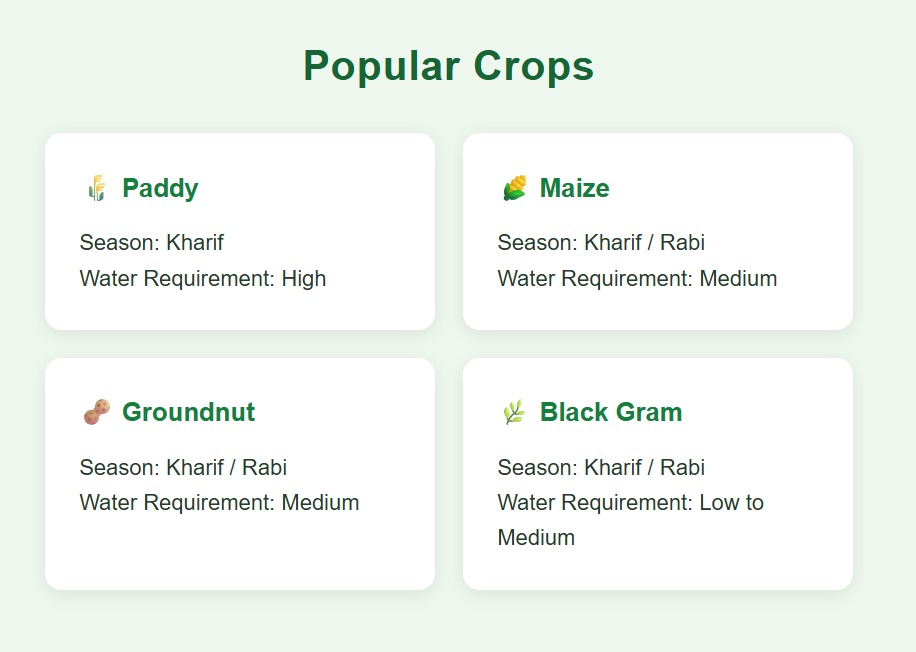 Popular Crops
Paddy
Season: Kharif
Water Requirement: High
Maize
Season: Kharif / Rabi
Water Requirement: Medium
Groundnut
Season: Kharif / Rabi
Water Requirement: Medium
Black Gram
Season: Kharif / Rabi
Water Requirement: Low to
Medium